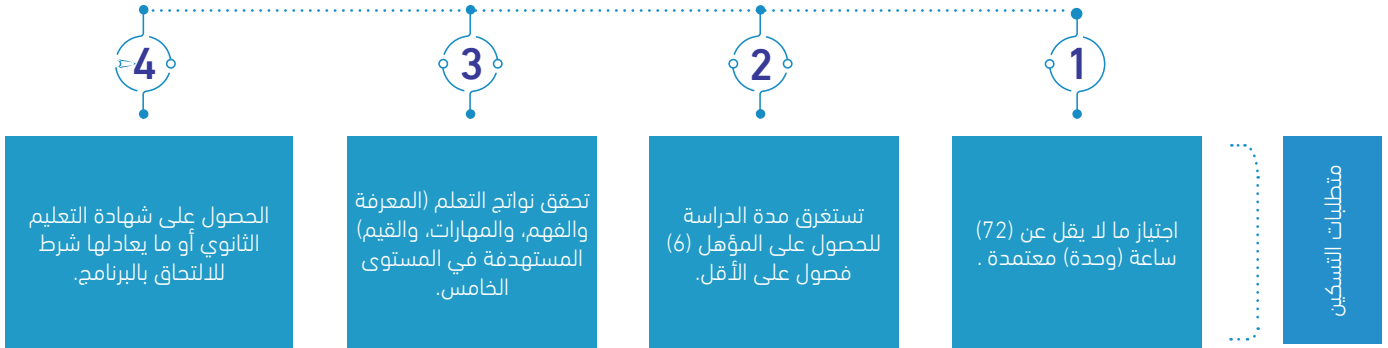 متطلبات التسكين
1
اجتياز ما لا يقل عن (72)
ساعة (وحدة) معتمدة .
2
تستغرق مدة الدراسة
للحصول على المؤهل (6)
فصول على الأقل.
3
تحقق نواتج التعلم (المعرفة
والفهم، والمهارات، والقيم)
المستهدفة في المستوى
الخامس.
4
الحصول على شهادة التعليم
الثانوي أو ما يعادلها شرط
للالتحاق بالبرنامج.